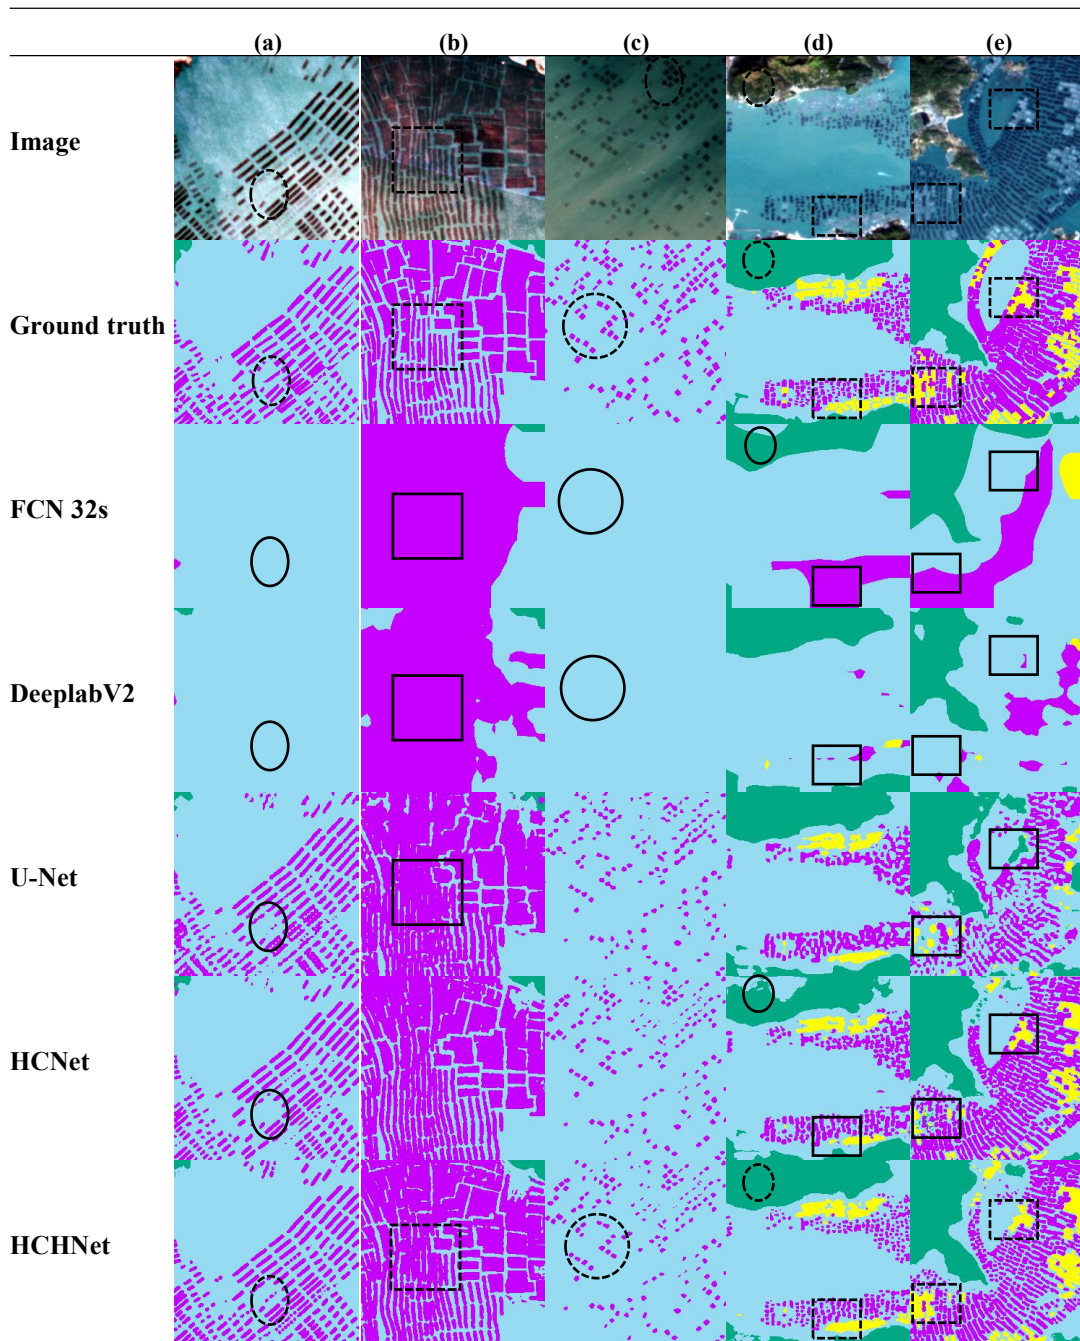 (a) (b) (c) (d) (e)
Image
Ground truth
FCN 32s
DeeplabV2
U-Net
HCNet
HCHNet